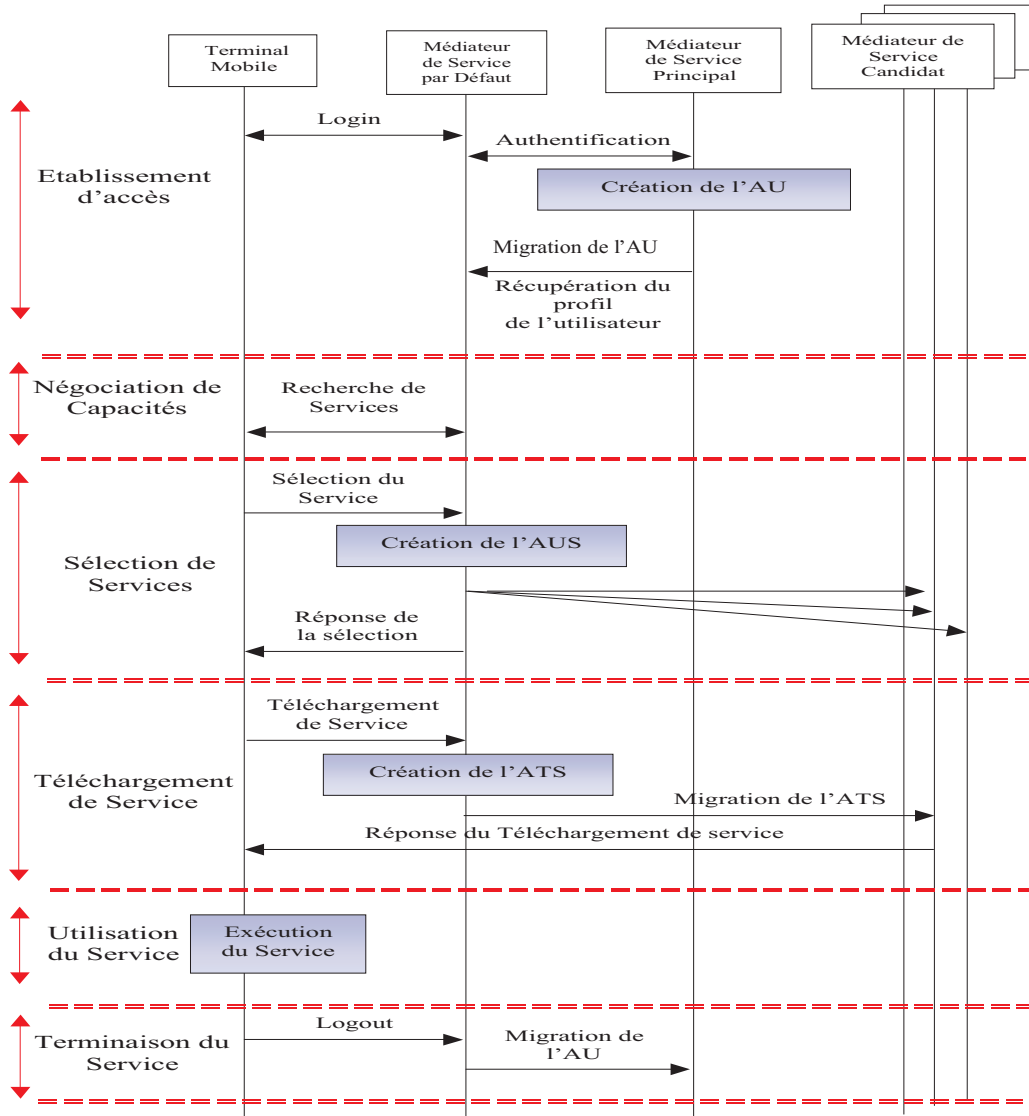 Terminal
Mobile
Médiateur
de Service
par Défaut
Médiateur
de Service
Principal
Médiateur de
Service
Candidat
Login
Authentification
Etablissement
d'accès
Création de l'AU
Migration de l'AU
Récupération du
profil
de l'utilisateur
Négociation de
Capacités
Recherche de
Services
Sélection du
Service
Création de l'AUS
Sélection de
Services
Réponse de
la sélection
Téléchargement
de Service
Création de l'ATS
Téléchargement
de Service
Migration de l'ATS
Réponse du Téléchargement de service
Utilisation
du Service
Exécution
du Service
Logout
Terminaison du
Service
Migration de
l'AU